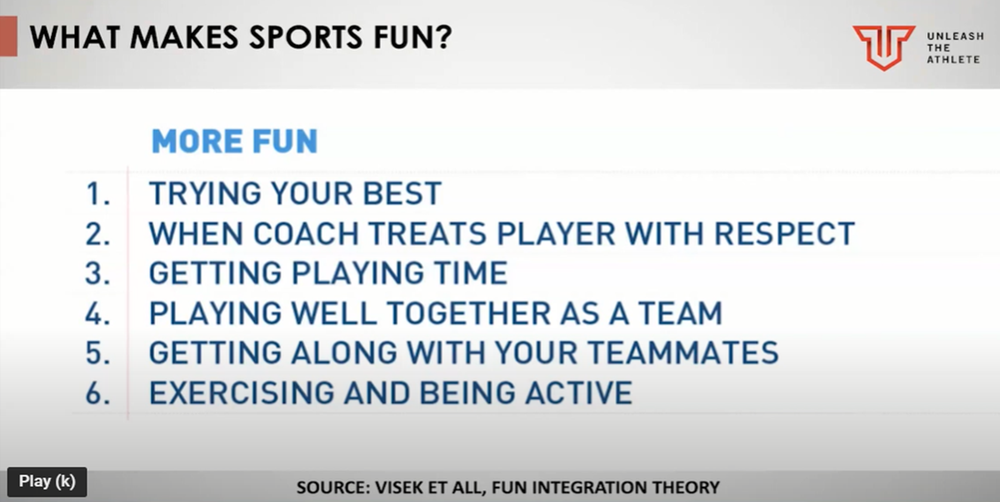 WHAT MAKES SPORTS FUN?
UNLEASH
THE
ATHLETE
MORE FUN
1. TRYING YOUR BEST
2. WHEN COACH TREATS PLAYER WITH RESPECT
3. GETTING PLAYING TIME
4. PLAYING WELL TOGETHER AS A TEAM
5. GETTING ALONG WITH YOUR TEAMMATES
6. EXERCISING AND BEING ACTIVE
Play (k)
SOURCE: VISEK ET ALL, FUN INTEGRATION THEORY